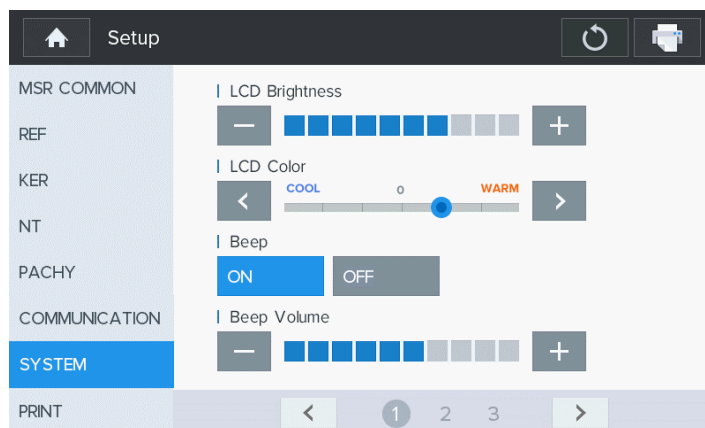 Setup
MSR COMMON
REF
KER
NT
PACHY
COMMUNICATION
SYSTEM
PRINT
LCD Brightness
LCD Color
COOL 0 WARM
Beep
ON OFF
Beep Volume
1 2 3